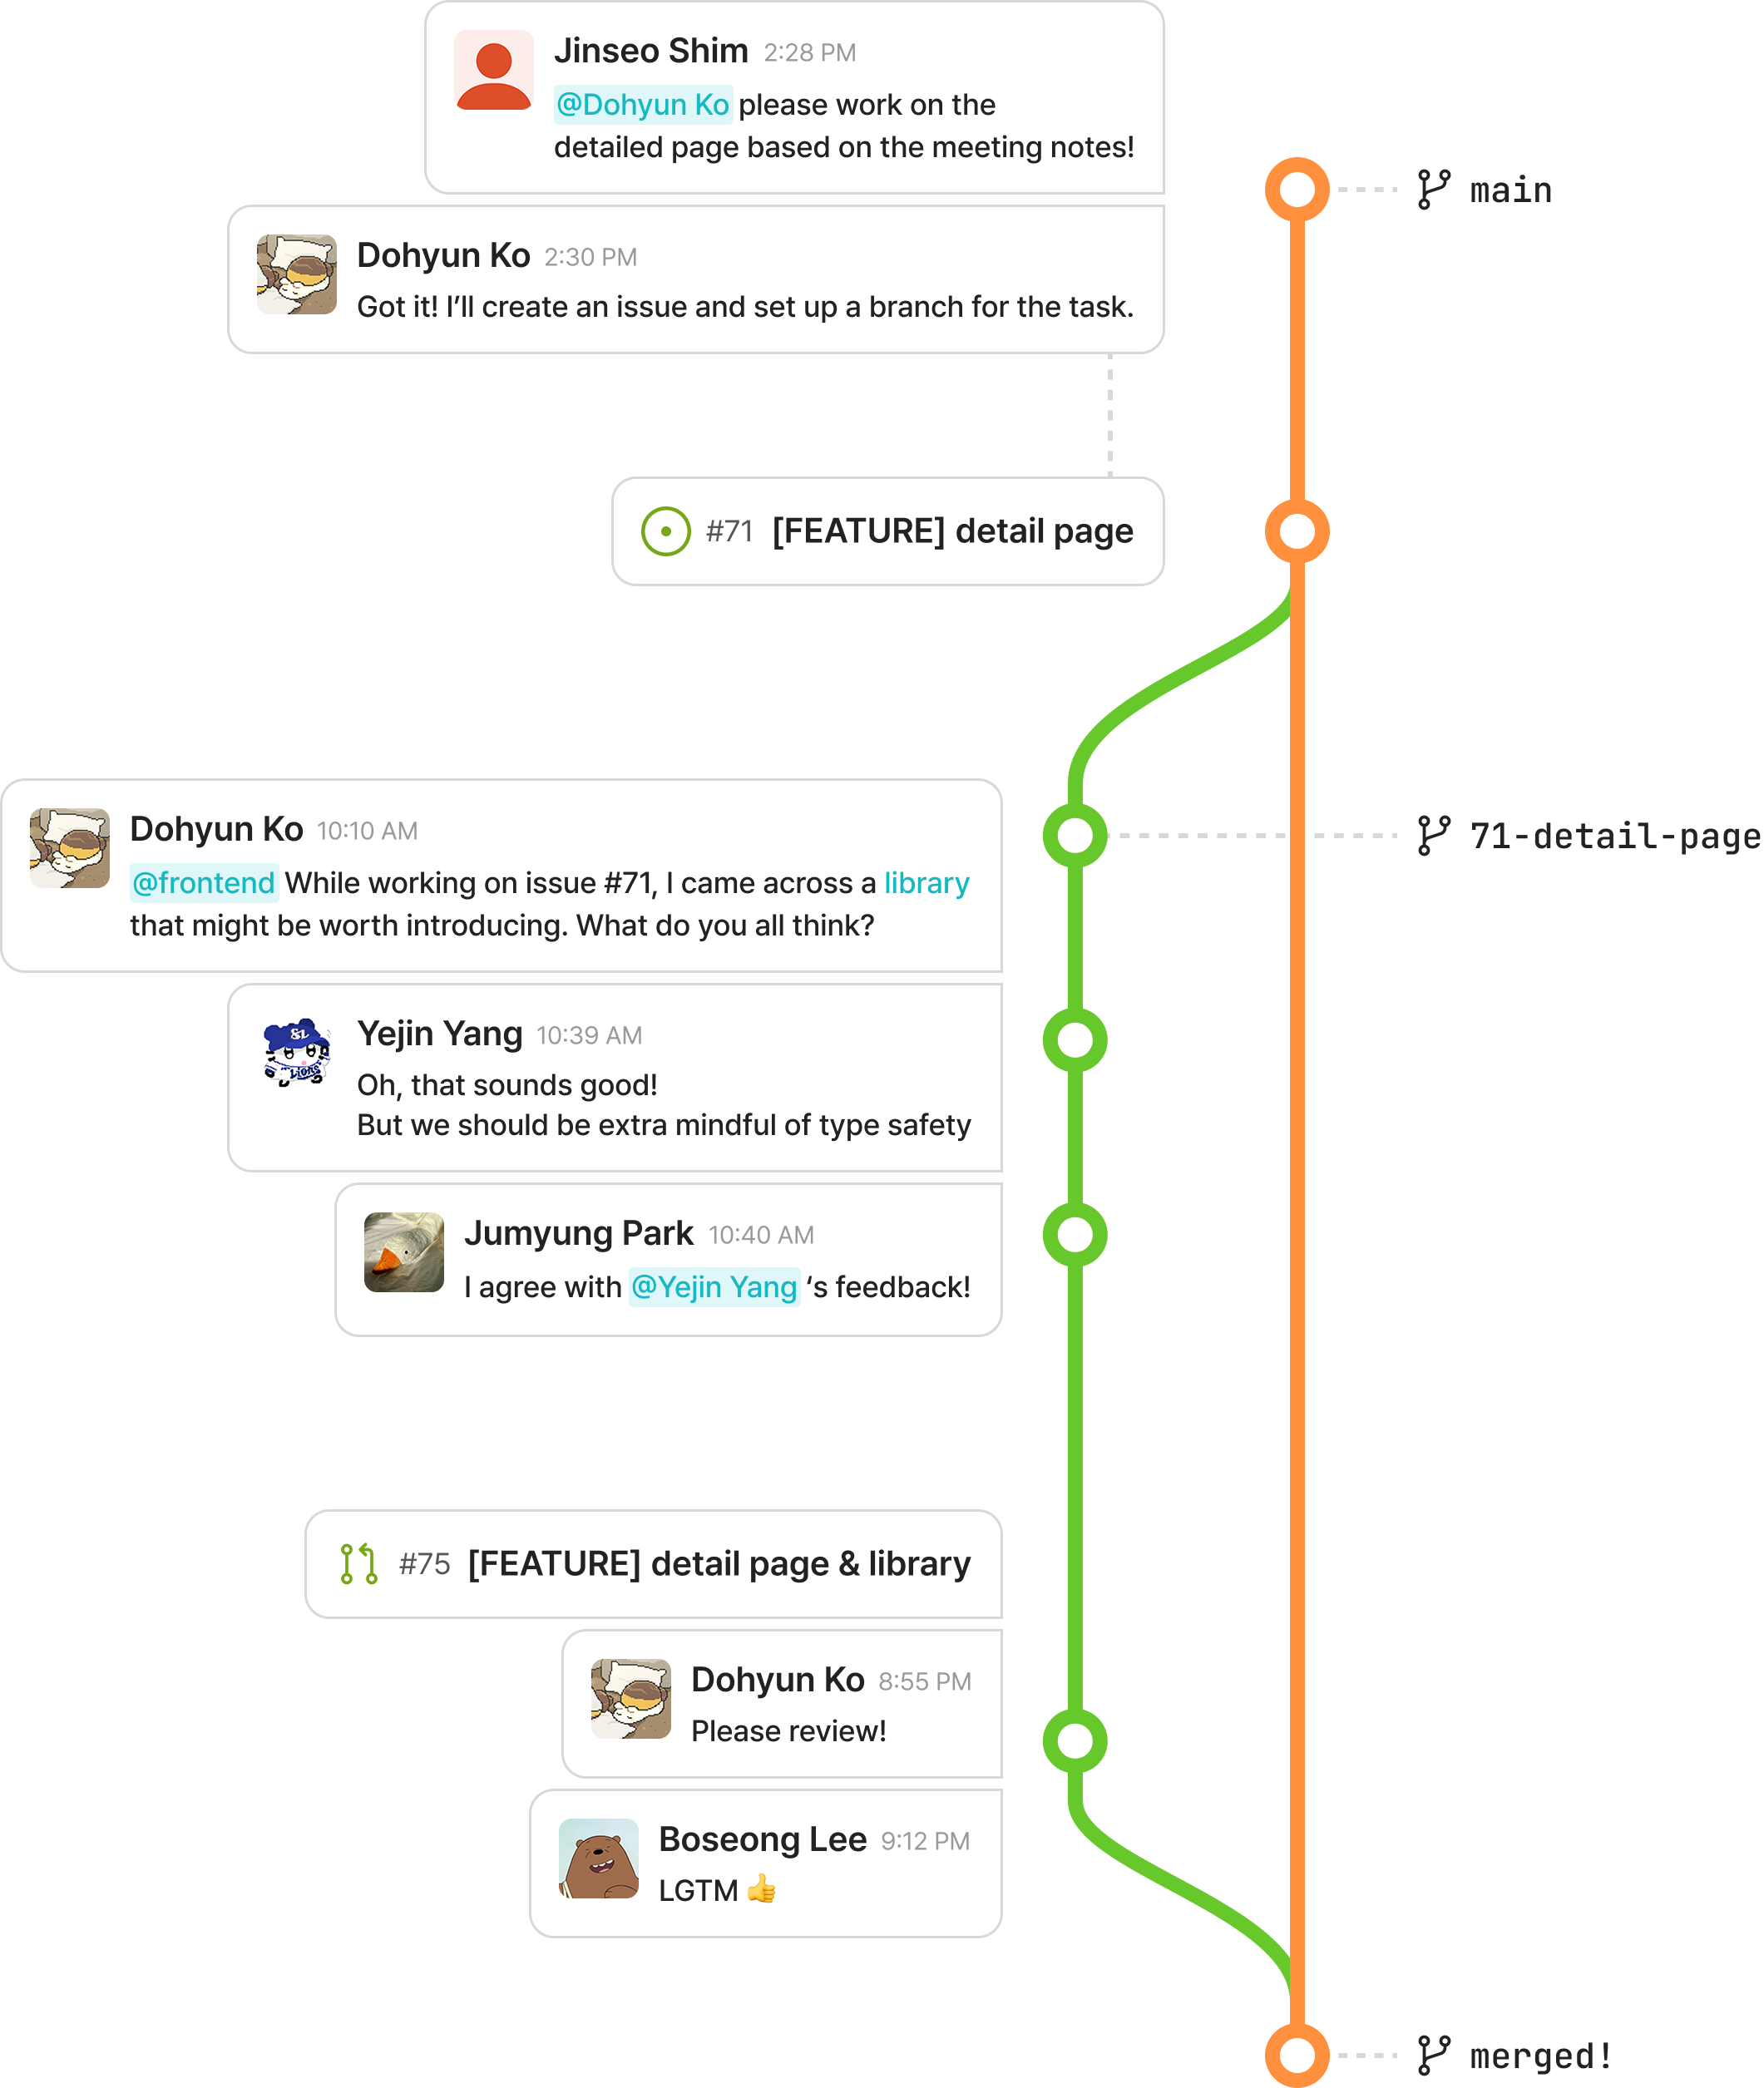 Jinseo Shim 2:28 PM
@Dohyun Ko please work on the
detailed page based on the meeting notes!
main
Dohyun Ko 2:30 PM
Got it! I’ll create an issue and set up a branch for the task.
#71 [FEATURE] detail page
Dohyun Ko 10:10 AM
71-detail-page
@frontend While working on issue #71, I came across a library
that might be worth introducing. What do you all think?
Yejin Yang 10:39 AM
Oh, that sounds good!
But we should be extra mindful of type safety
Lions
Jumyung Park 10:40 AM
I agree with @Yejin Yang ‘s feedback!
#75 [FEATURE] detail page & library
Dohyun Ko 8:55 PM
Please review!
Boseong Lee 9:12 PM
LGTM 👍
merged!